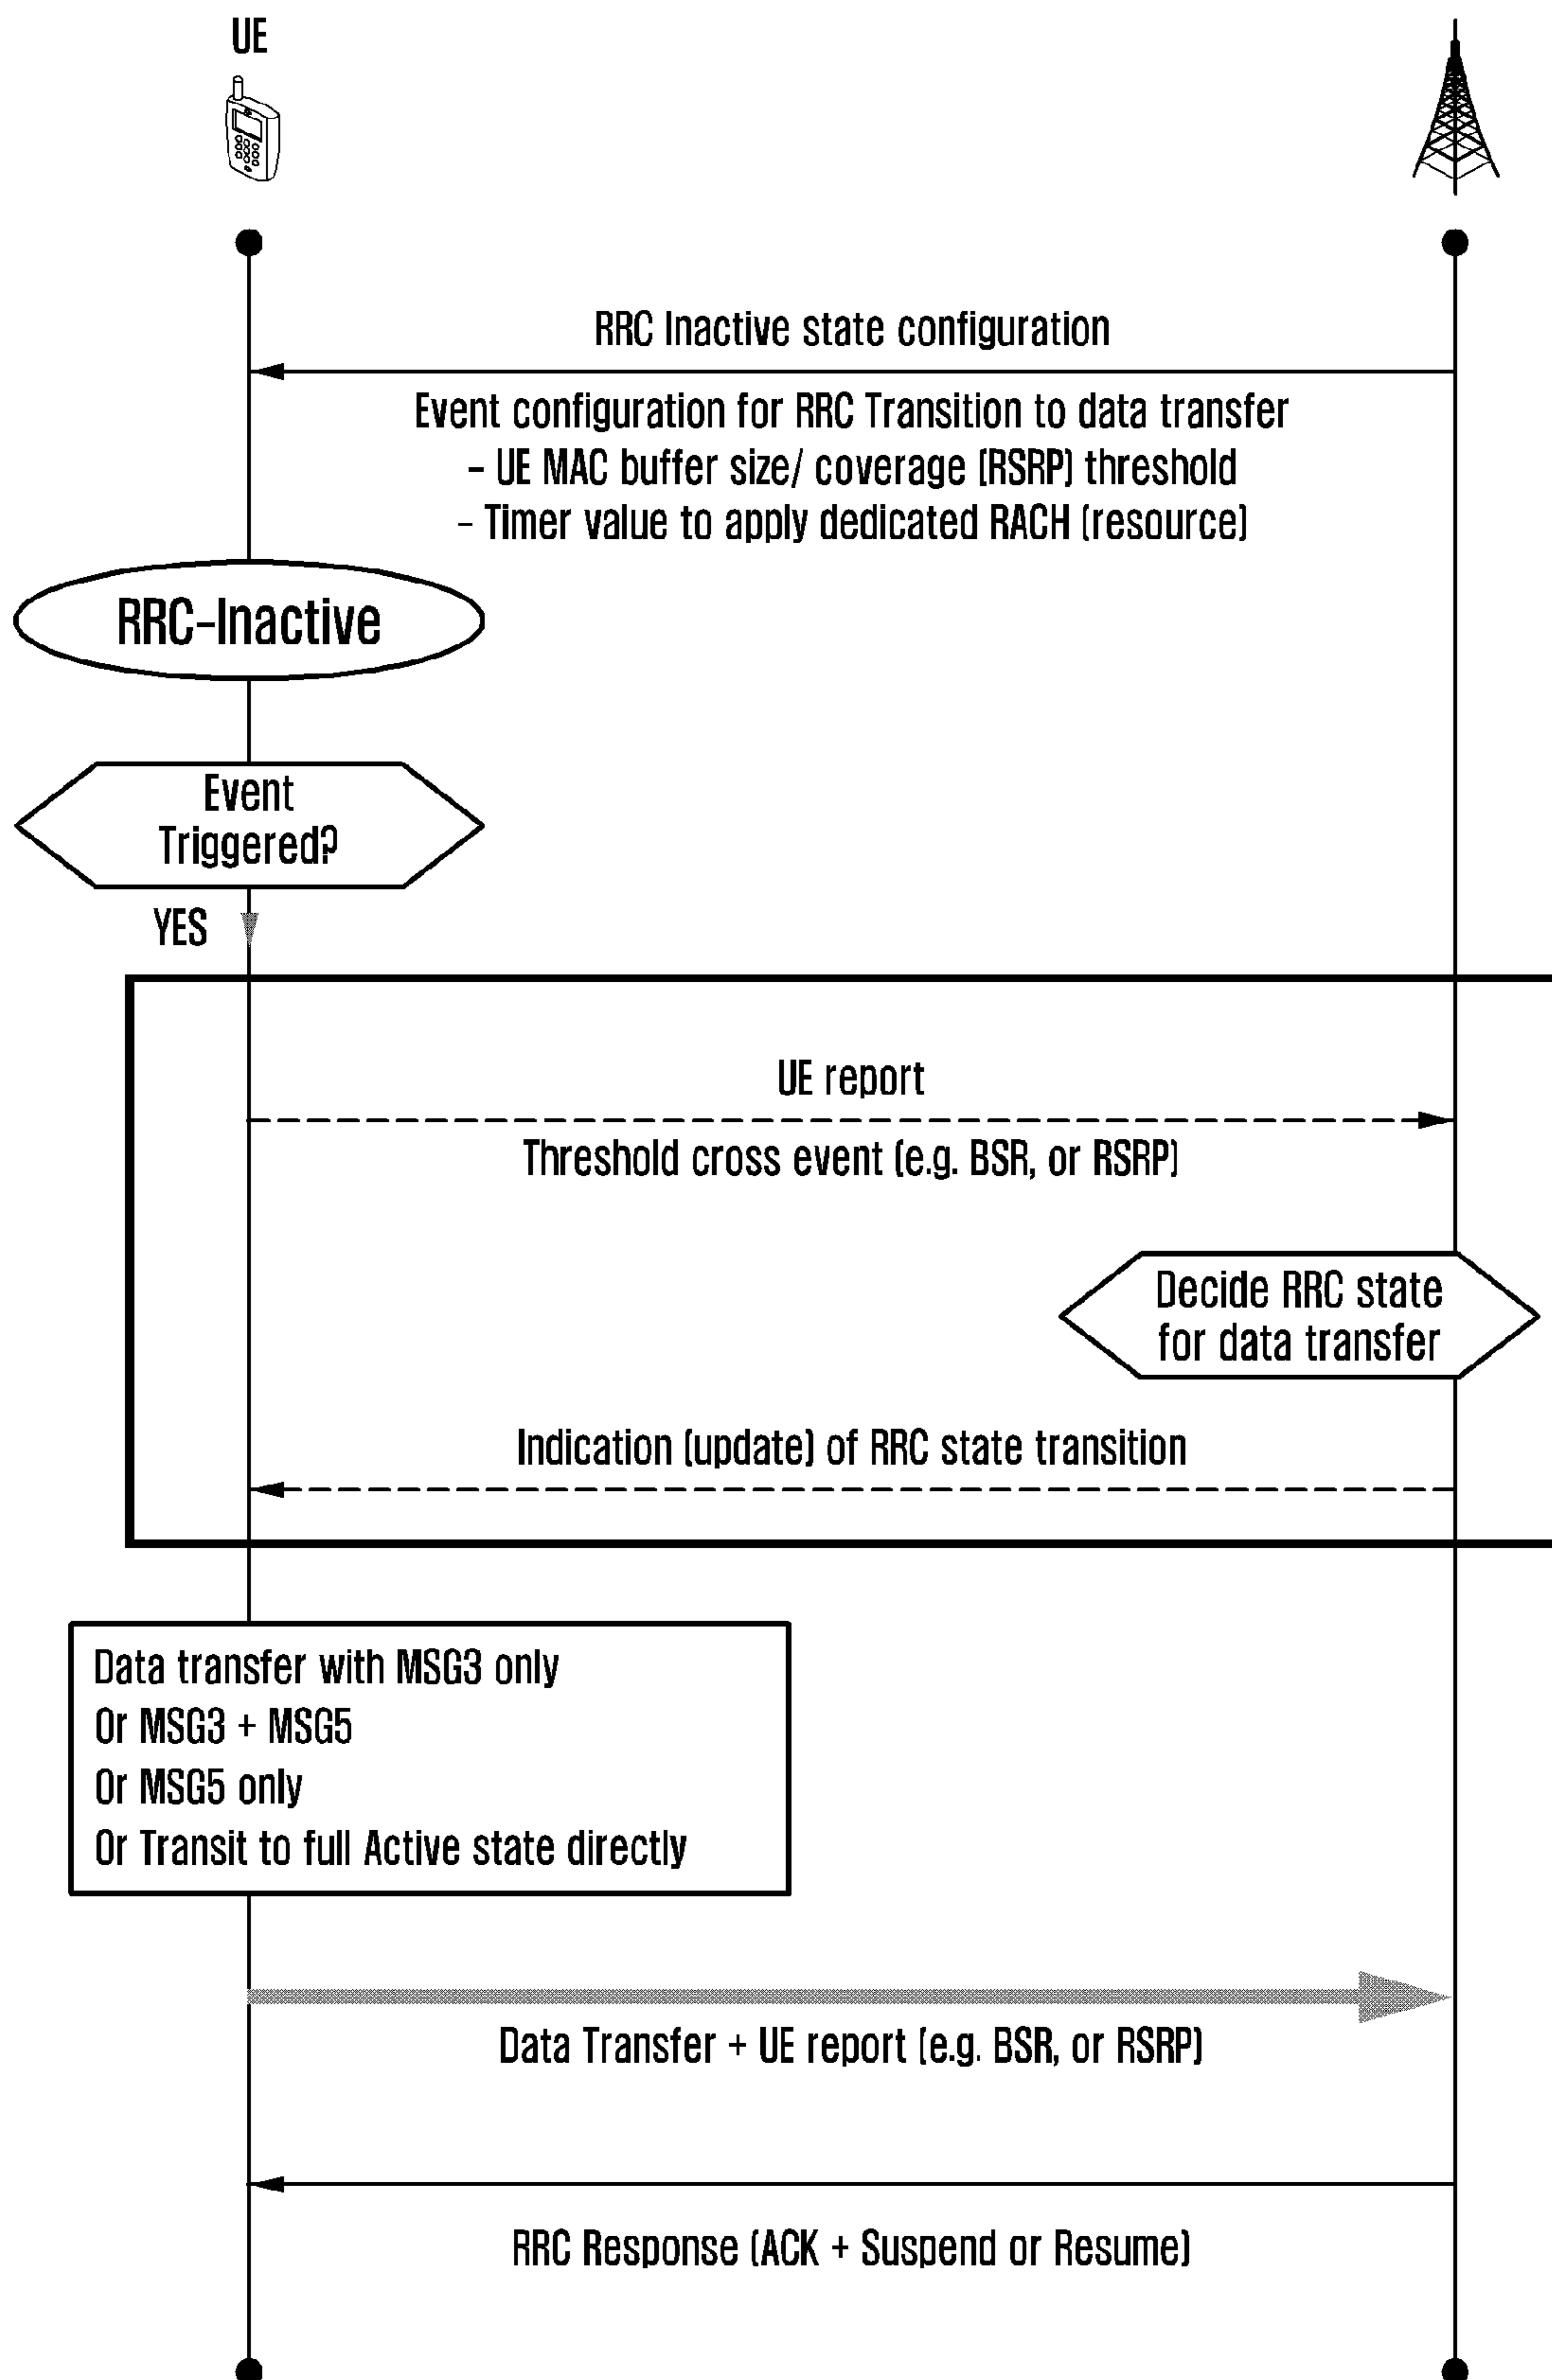 UE
RRC Inactive state configuration
Event configuration for RRC Transition to data transfer
- UE MAC buffer size/ coverage (RSRP) threshold
- Timer value to apply dedicated RACH (resource)
RRC-Inactive
Event
Triggered?
YES
UE report
Threshold cross event (e.g. BSR, or RSRP)
Decide RRC state
for data transfer
Indication (update) of RRC state transition
Data transfer with MSG3 only
Or MSG3 + MSG5
Or MSG5 only
Or Transit to full Active state directly
Data Transfer + UE report (e.g. BSR, or RSRP)
RRC Response (ACK + Suspend or Resume)